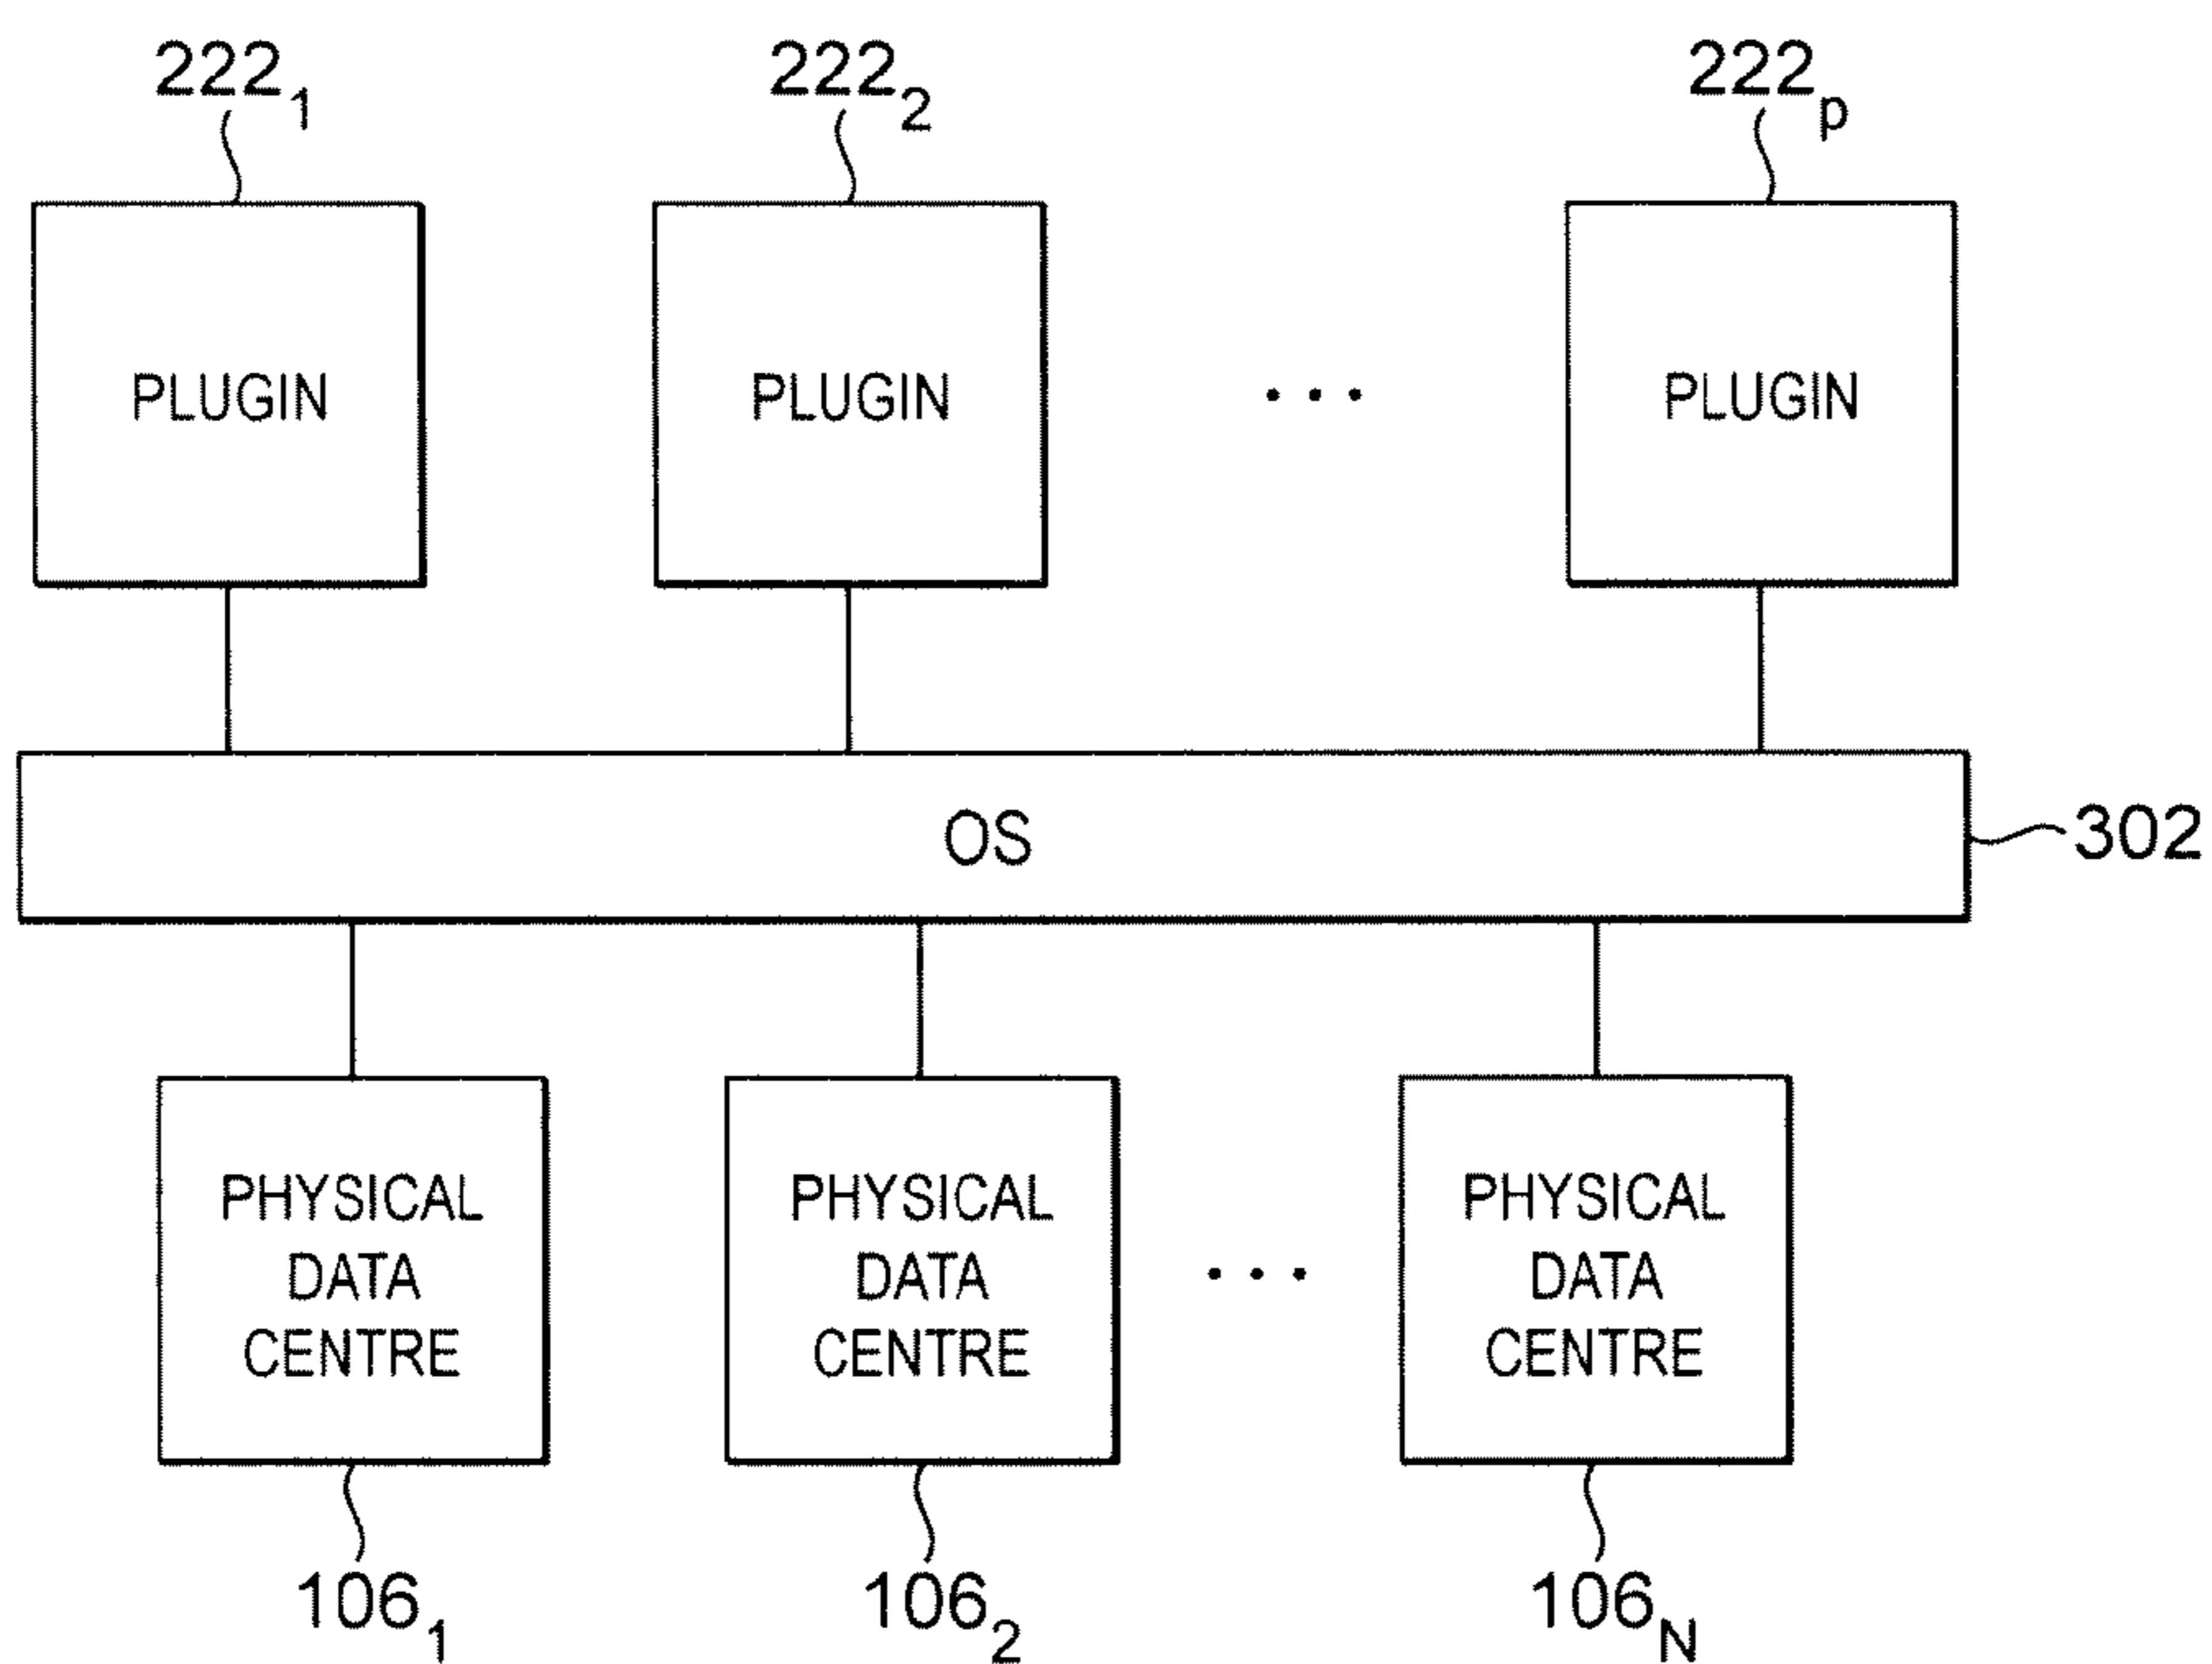 222₁ 222₂ 222ₚ
PLUGIN PLUGIN ... PLUGIN
OS 302
PHYSICAL DATA CENTRE PHYSICAL DATA CENTRE ... PHYSICAL DATA CENTRE
106₁ 106₂ 106_N